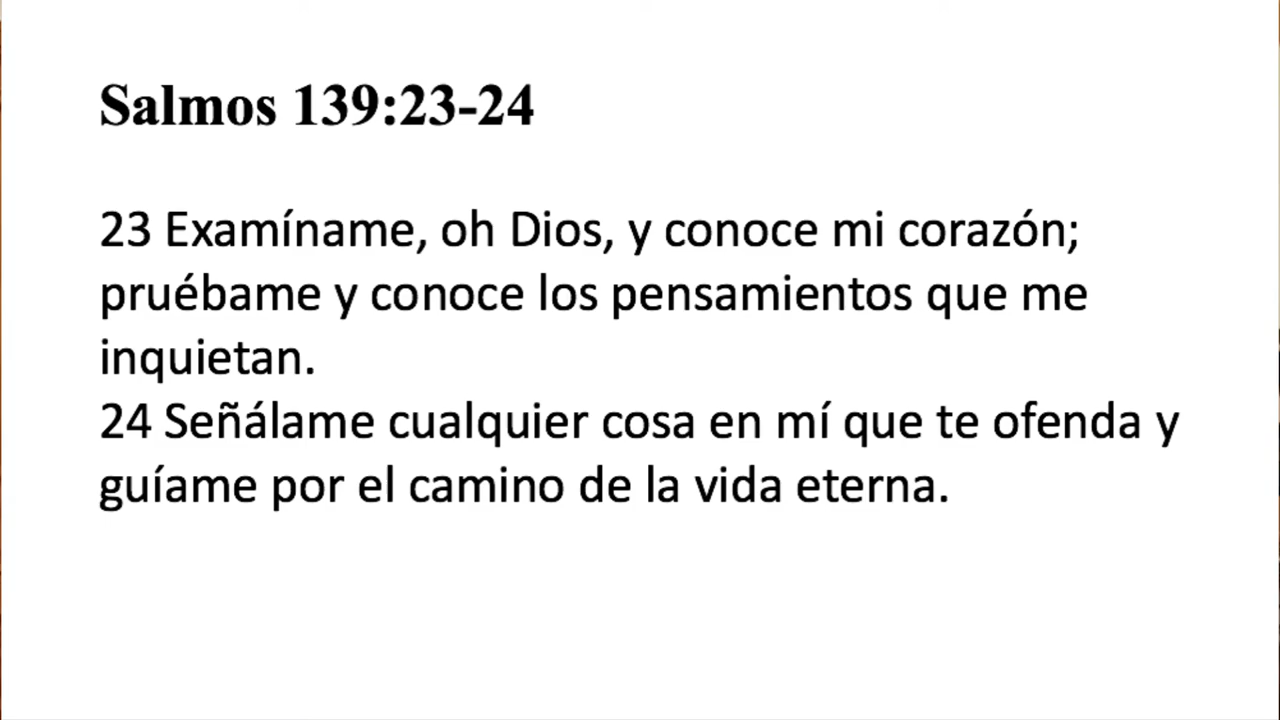 Salmos 139:23-24
23 Examíname, oh Dios, y conoce mi corazón;
pruébame y conoce los pensamientos que me
inquietan.
24 Señálame cualquier cosa en mí que te ofenda y
guíame por el camino de la vida eterna.